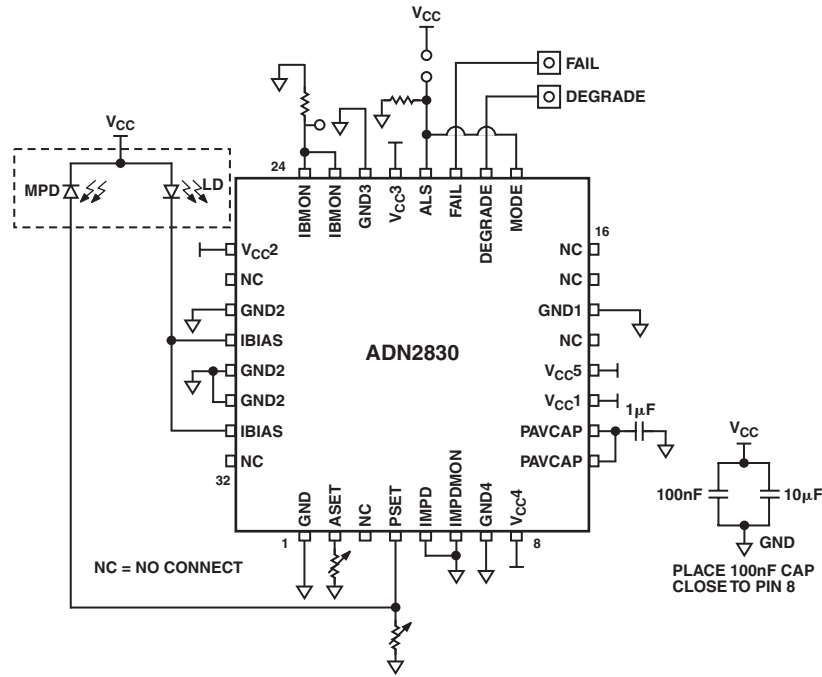 VCC
FAIL
DEGRADE
VCC
MPD
LD
24
IBMON
IBMON
GND3
VCC3
ALS
FAIL
DEGRADE
MODE
16
VCC2
NC
GND2
IBIAS
GND2
GND2
IBIAS
NC
32
ADN2830
NC
NC
GND1
NC
VCC5
VCC1
PAVCAP
PAVCAP
1µF
1
GND
ASET
NC
PSET
IMPD
IMPDMON
GND4
VCC4
8
NC = NO CONNECT
VCC
100nF
10µF
GND
PLACE 100nF CAP
CLOSE TO PIN 8